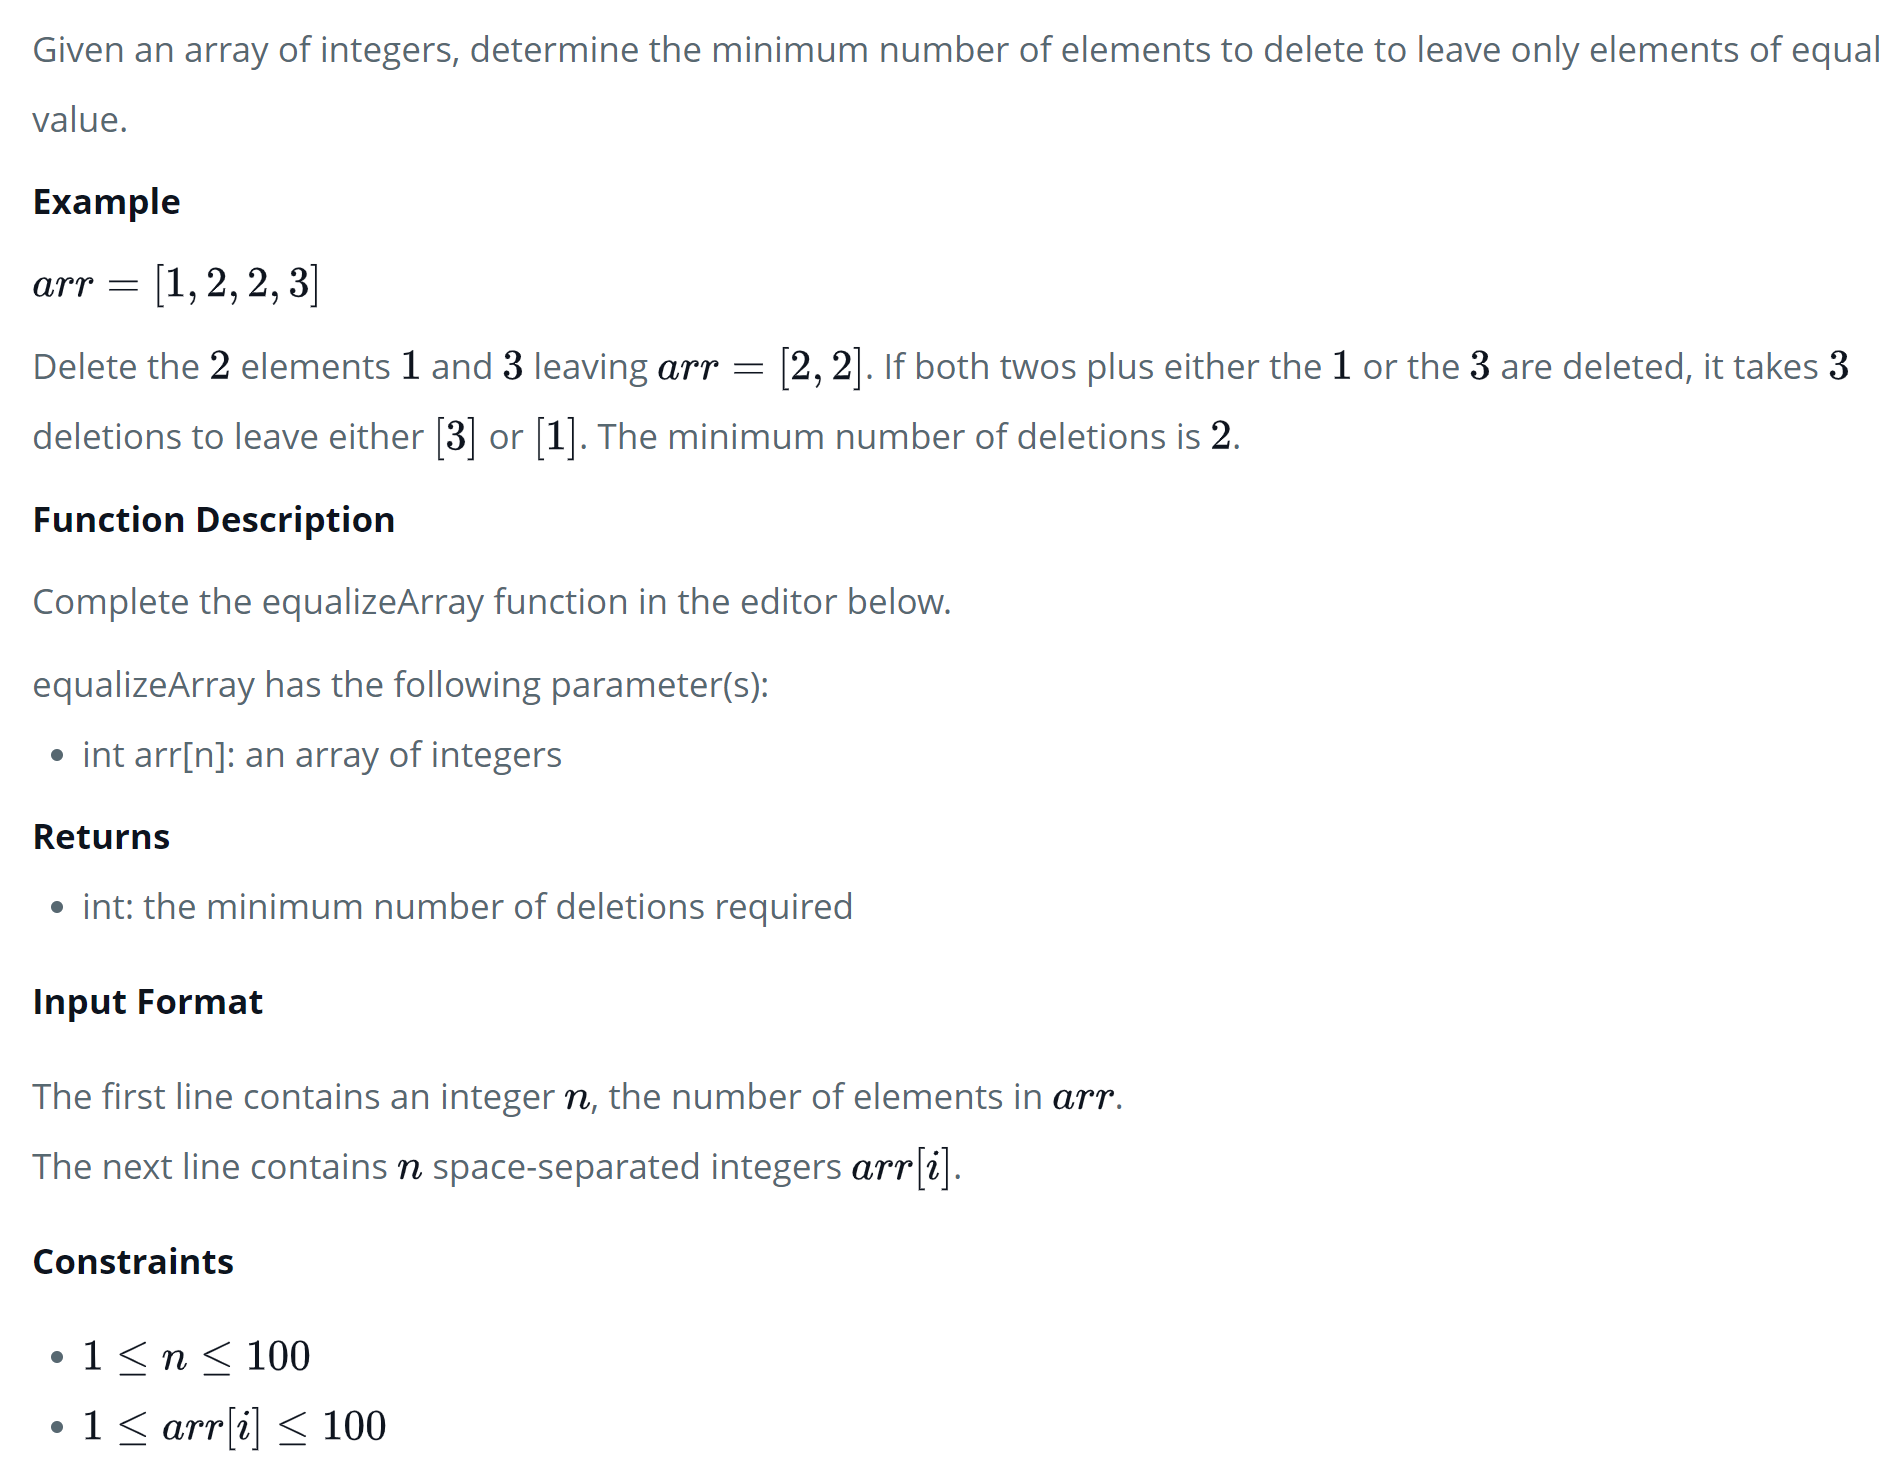 Given an array of integers, determine the minimum number of elements to delete to leave only elements of equal
value.
Example
arr = [1, 2, 2, 3]
Delete the 2 elements 1 and 3 leaving arr = [2, 2]. If both twos plus either the 1 or the 3 are deleted, it takes 3
deletions to leave either [3] or [1]. The minimum number of deletions is 2.
Function Description
Complete the equalizeArray function in the editor below.
equalizeArray has the following parameter(s):
• int arr[n]: an array of integers
Returns
• int: the minimum number of deletions required
Input Format
The first line contains an integer n, the number of elements in arr.
The next line contains n space-separated integers arr[i].
Constraints
• 1 ≤ n ≤ 100
• 1 ≤ arr[i] ≤ 100